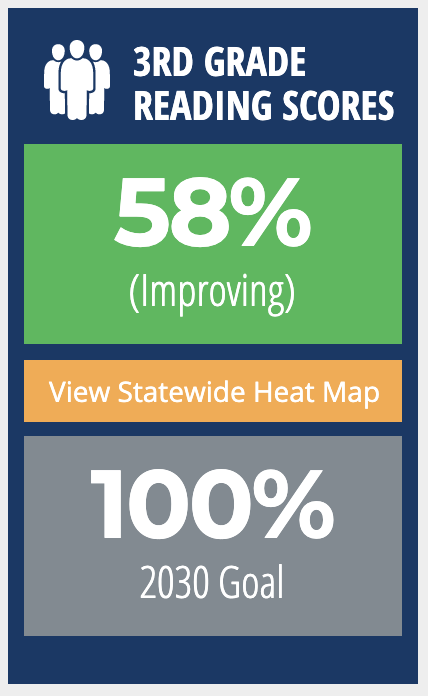 3RD GRADE
READING SCORES
58%
(Improving)
View Statewide Heat Map
100%
2030 Goal